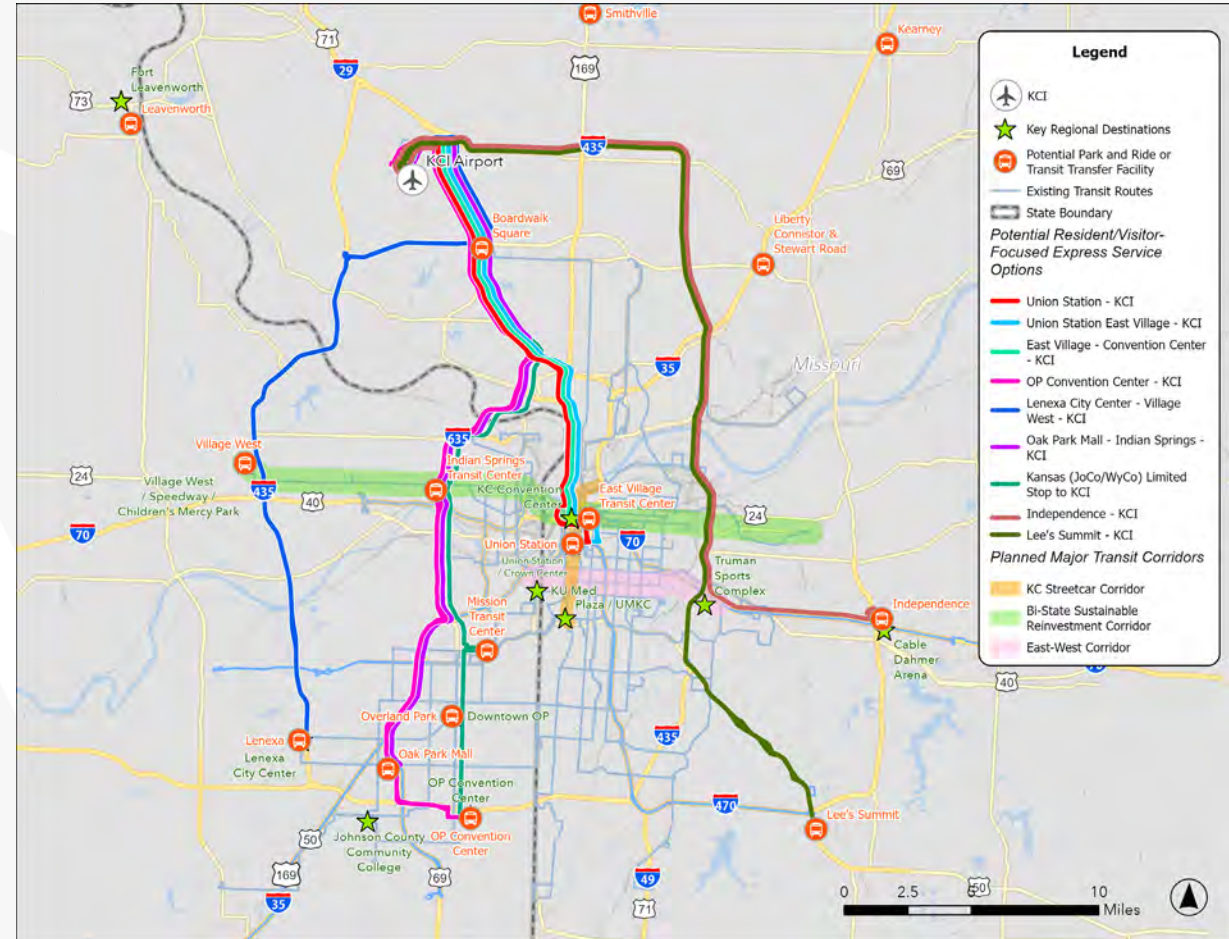 Smithville
Kearney
71
29
169
Fort
Leavenworth
73
Leavenworth
KCI Airport
435
69
Boardwalk
Square
Liberty
Connistor &
Stewart Road
35
Missouri
635
Village West
24
Indian Springs
Transit Center
KC Convention
Center
East Village
Transit Center
Village West
/ Speedway /
Children's Mercy Park
435
40
24
70
70
Union Station
Union Station
/ Crown Center
Truman
Sports
Complex
KU Med
Plaza / UMKC
Mission
Transit
Center
Independence
Cable
Dahmer
Arena
40
Overland Park
Downtown OP
435
Lenexa
Lenexa
City Center
Oak Park Mall
OP Convention
Center
470
Lee's Summit
50
Johnson County
Community
College
OP Convention
Center
169
69
35
49
71
50
Legend
KCI
Key Regional Destinations
Potential Park and Ride or
Transit Transfer Facility
Existing Transit Routes
State Boundary
Potential Resident/Visitor-
Focused Express Service
Options
Union Station - KCI
Union Station East Village - KCI
East Village - Convention Center
- KCI
OP Convention Center - KCI
Lenexa City Center - Village
West - KCI
Oak Park Mall - Indian Springs -
KCI
Kansas (JoCo/WyCo) Limited
Stop to KCI
Independence - KCI
Lee's Summit - KCI
Planned Major Transit Corridors
KC Streetcar Corridor
Bi-State Sustainable
Reinvestment Corridor
East-West Corridor
0 2.5 5 10
Miles